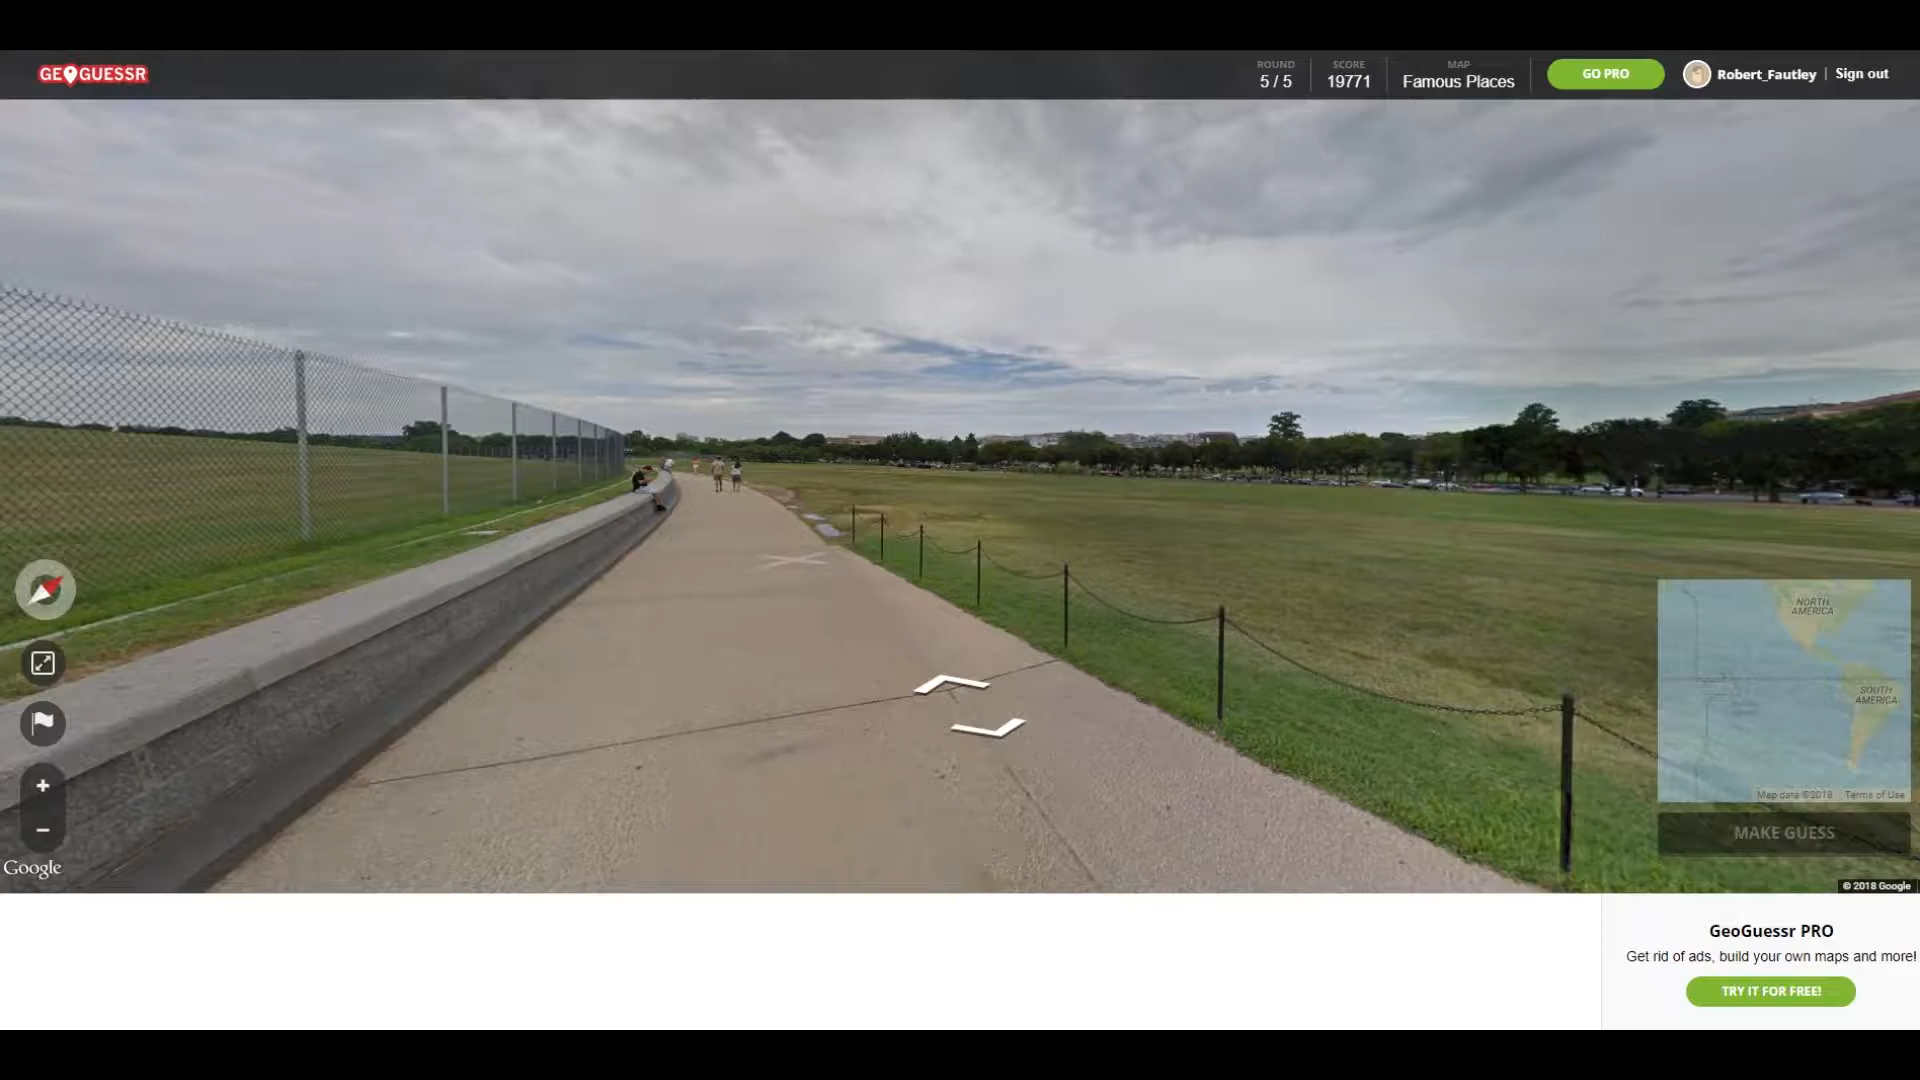 GEOGUESSR
ROUND
5 / 5
SCORE
19771
MAP
Famous Places
GO PRO
Robert_Fautley
Sign out
NORTH
AMERICA
SOUTH
AMERICA
Map data ©2018
Terms of Use
MAKE GUESS
+
−
Google
© 2018 Google
GeoGuessr PRO
Get rid of ads, build your own maps and more!
TRY IT FOR FREE!